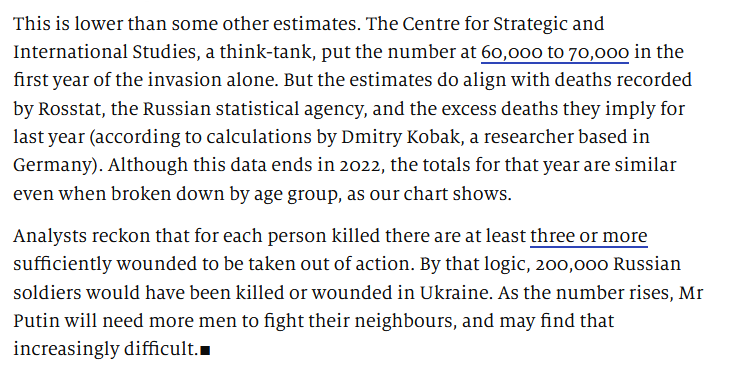 This is lower than some other estimates. The Centre for Strategic and
International Studies, a think-tank, put the number at 60,000 to 70,000 in the
first year of the invasion alone. But the estimates do align with deaths recorded
by Rosstat, the Russian statistical agency, and the excess deaths they imply for
last year (according to calculations by Dmitry Kobak, a researcher based in
Germany). Although this data ends in 2022, the totals for that year are similar
even when broken down by age group, as our chart shows.
Analysts reckon that for each person killed there are at least three or more
sufficiently wounded to be taken out of action. By that logic, 200,000 Russian
soldiers would have been killed or wounded in Ukraine. As the number rises, Mr
Putin will need more men to fight their neighbours, and may find that
increasingly difficult.■